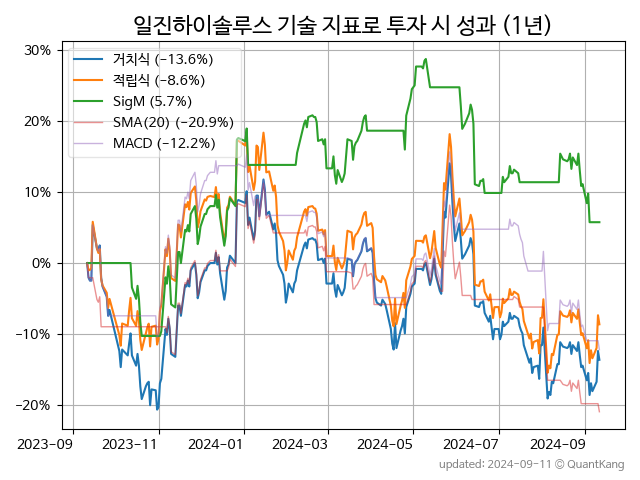 일진하이솔루스 기술 지표로 투자 시 성과 (1년)
30%
20%
10%
0%
−10%
−20%
거치식 (−13.6%)
적립식 (−8.6%)
SigM (5.7%)
SMA(20) (−20.9%)
MACD (−12.2%)
2023-09
2023-11
2024-01
2024-03
2024-05
2024-07
2024-09
updated: 2024-09-11 © QuantKang